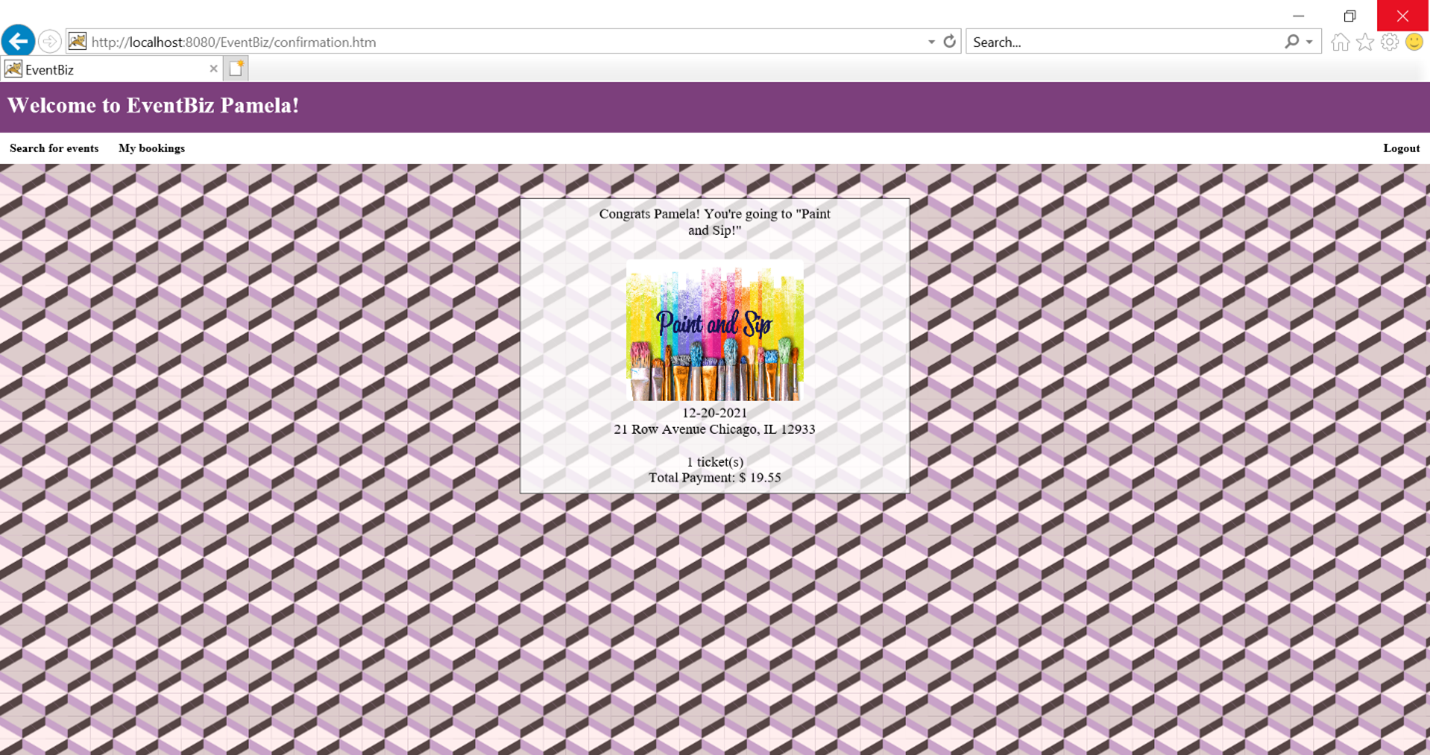 http://localhost:8080/EventBiz/confirmation.htm
Search...
EventBiz
Welcome to EventBiz Pamela!
Search for events
My bookings
Logout
Congrats Pamela! You're going to "Paint
and Sip!"
Paint and Sip
12-20-2021
21 Row Avenue Chicago, IL 12933
1 ticket(s)
Total Payment: $ 19.55